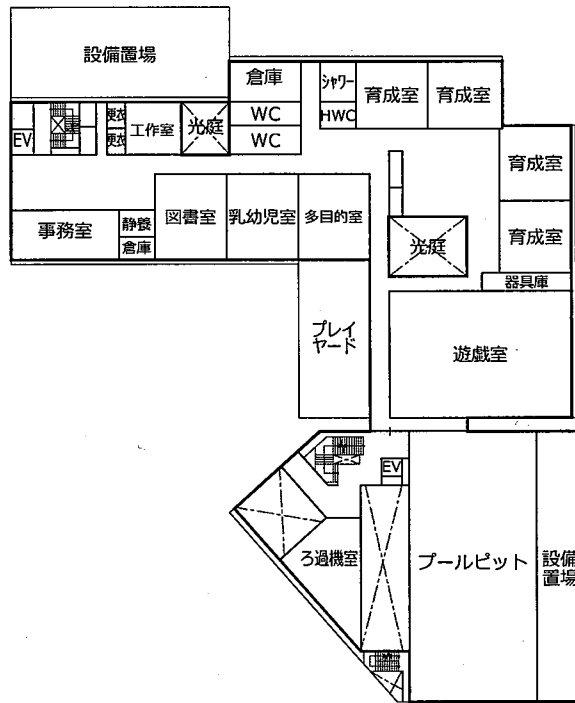 設備置場
倉庫
シャワー
育成室
育成室
EV
更衣
更衣
工作室
光庭
WC
WC
HWC
育成室
事務室
静養
倉庫
図書室
乳幼児室
多目的室
光庭
育成室
器具庫
プレイ
ヤード
遊戯室
EV
ろ過機室
プールピット
設備
置場